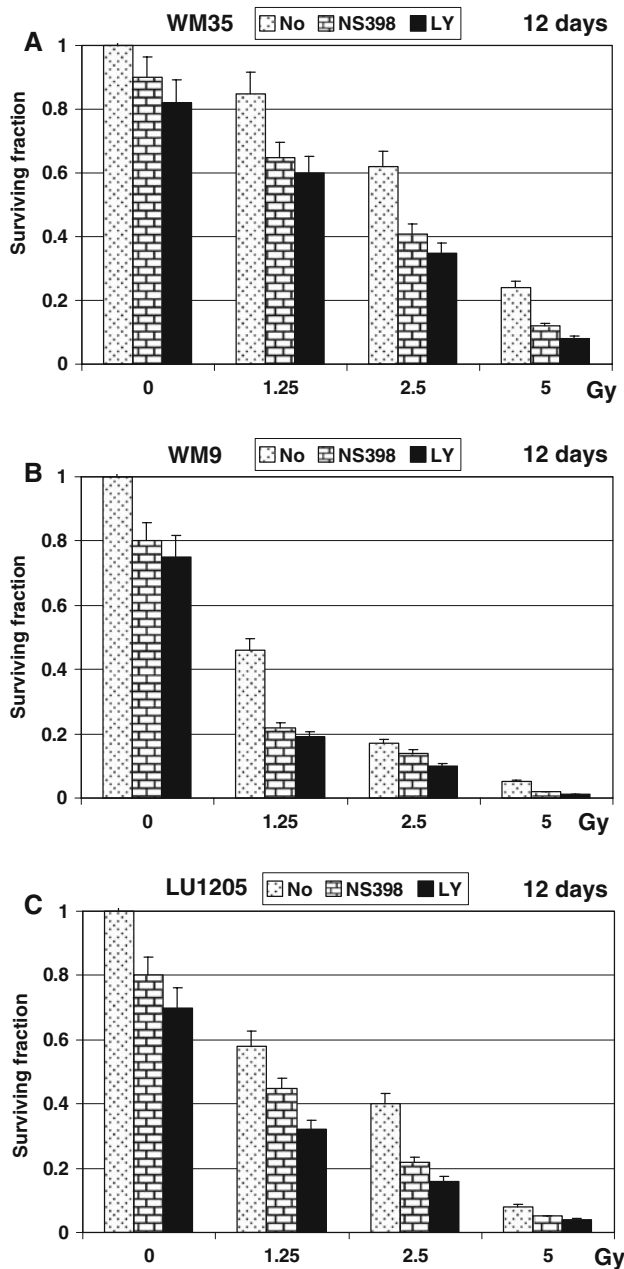 A WM35 No NS398 LY 12 days
Surviving fraction
1
0.8
0.6
0.4
0.2
0
0 1.25 2.5 5 Gy
B WM9 No NS398 LY 12 days
Surviving fraction
1
0.8
0.6
0.4
0.2
0
0 1.25 2.5 5 Gy
C LU1205 No NS398 LY 12 days
Surviving fraction
1
0.8
0.6
0.4
0.2
0
0 1.25 2.5 5 Gy